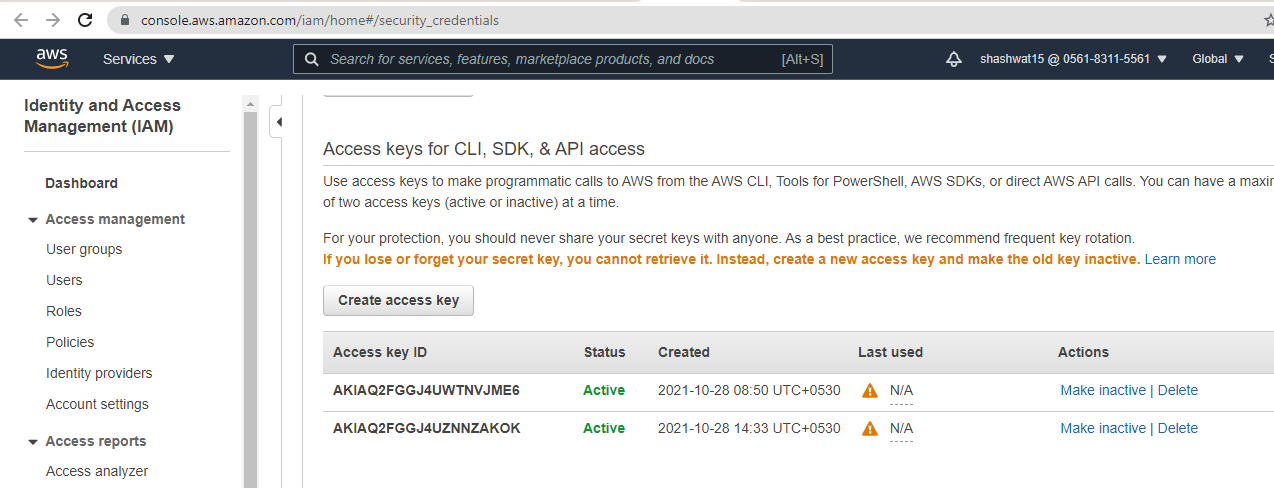 console.aws.amazon.com/iam/home#/security_credentials
aws Services Search for services, features, marketplace products, and docs [Alt+S] shashwat15 @ 0561-8311-5561 Global
Identity and Access
Management (IAM)
Dashboard
Access management
User groups
Users
Roles
Policies
Identity providers
Account settings
Access reports
Access analyzer
Access keys for CLI, SDK, & API access
Use access keys to make programmatic calls to AWS from the AWS CLI, Tools for PowerShell, AWS SDKs, or direct AWS API calls. You can have a maxi
of two access keys (active or inactive) at a time.
For your protection, you should never share your secret keys with anyone. As a best practice, we recommend frequent key rotation.
If you lose or forget your secret key, you cannot retrieve it. Instead, create a new access key and make the old key inactive. Learn more
Create access key
Access key ID Status Created Last used Actions
AKIAQ2FGGJ4UWTNVJME6 Active 2021-10-28 08:50 UTC+0530 N/A Make inactive | Delete
AKIAQ2FGGJ4UZNNZAKOK Active 2021-10-28 14:33 UTC+0530 N/A Make inactive | Delete